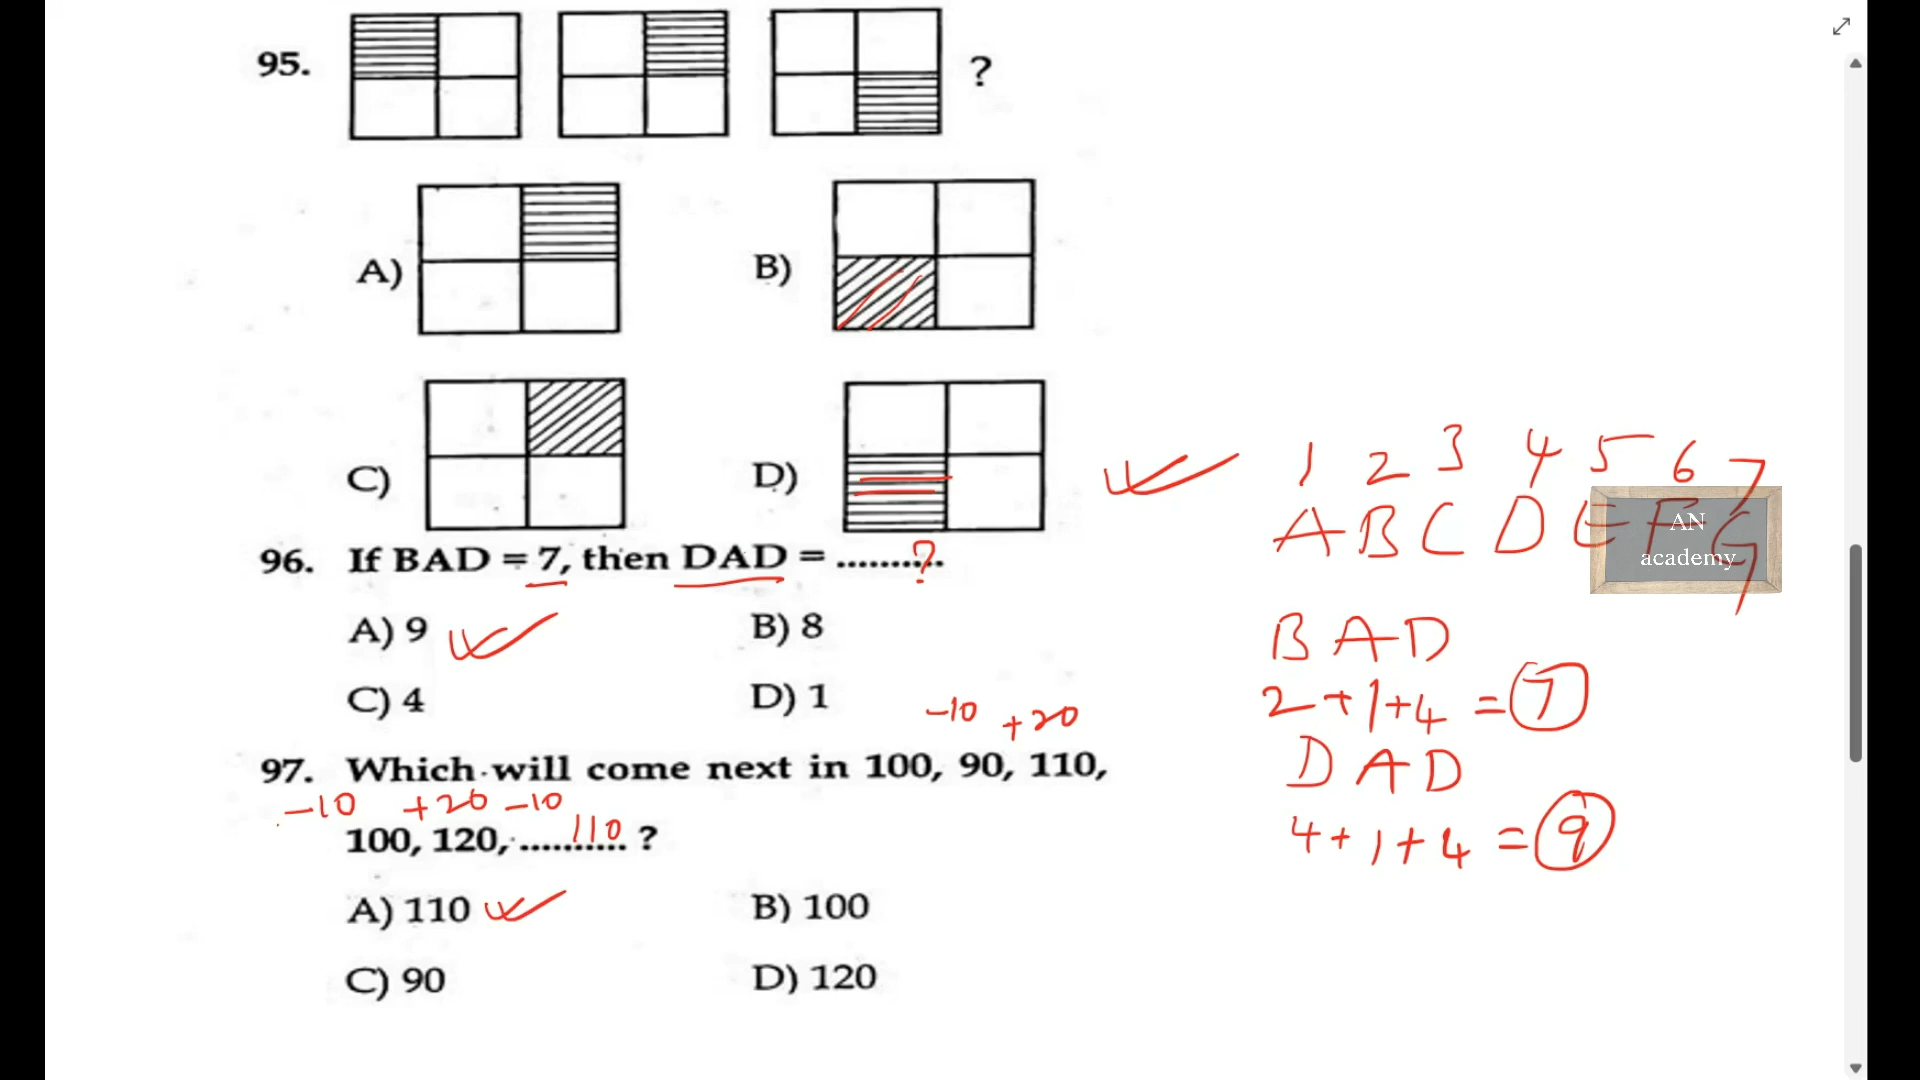 95.
?
A)
B)
C)
D)
1 2 3 4 5 6 7
A B C D E F G
AN
academy
96. If BAD = 7, then DAD = .......... ?
A) 9
B) 8
C) 4
D) 1
B A D
2 + 1 + 4 = 7
D A D
4 + 1 + 4 = 9
-10 +20
97. Which will come next in 100, 90, 110,
-10 +20 -10
100, 120, .......... ?
110
A) 110
B) 100
C) 90
D) 120